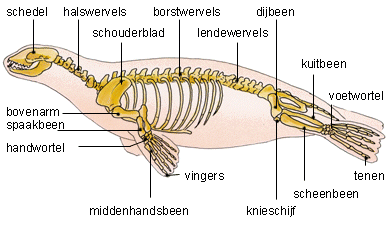 schedel
halswervels
borstwervels
dijbeen
schouderblad
lendewervels
kuitbeen
voetwortel
bovenarm
spaakbeen
handwortel
vingers
tenen
scheenbeen
middenhandsbeen
knieschijf